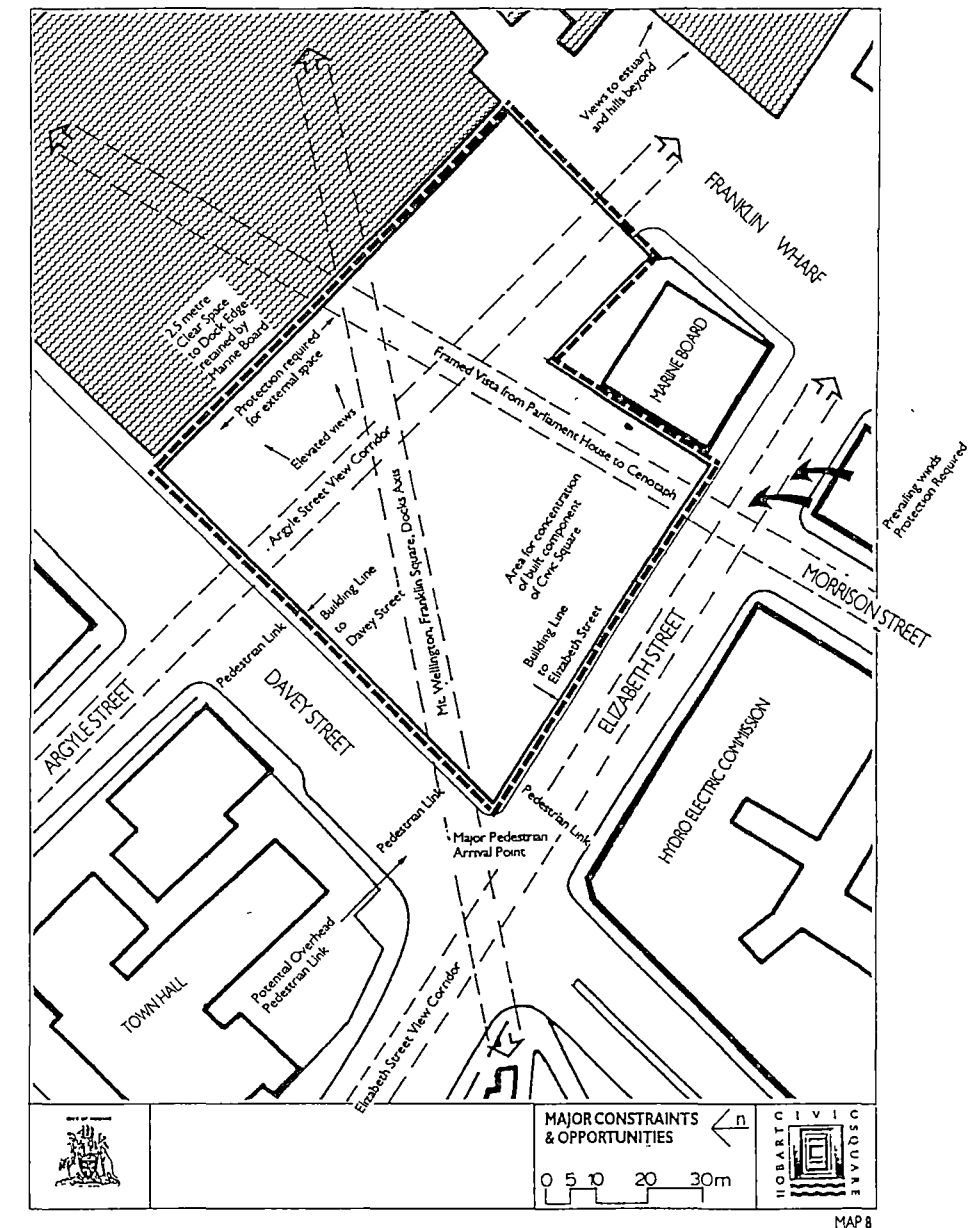 Views to estuary
and hills beyond
FRANKLIN WHARF
2.5 metre
Clear Space
to Dock Edge
retained by
Marine Board
Protection required
for external space
Elevated views
Argyle Street View Corridor
Framed Vista from Parliament House to Cenotaph
MARINE BOARD
Mt. Wellington, Franklin Square, Docks Axis
Area for concentration
of built component
of Civic Square
Prevailing winds
Protection Required
MORRISON STREET
Building Line
to
Davey Street
Building Line
to
Elizabeth Street
ELIZABETH STREET
Pedestrian Link
ARGYLE STREET
DAVEY STREET
HYDRO ELECTRIC COMMISSION
Pedestrian Link
Pedestrian Link
Major Pedestrian
Arrival Point
Potential Overhead
Pedestrian Link
TOWN HALL
Elizabeth Street View Corridor
CITY OF HOBART
MAJOR CONSTRAINTS
& OPPORTUNITIES
n
0 5 10 20 30m
HOBART CIVIC SQUARE
MAP 8